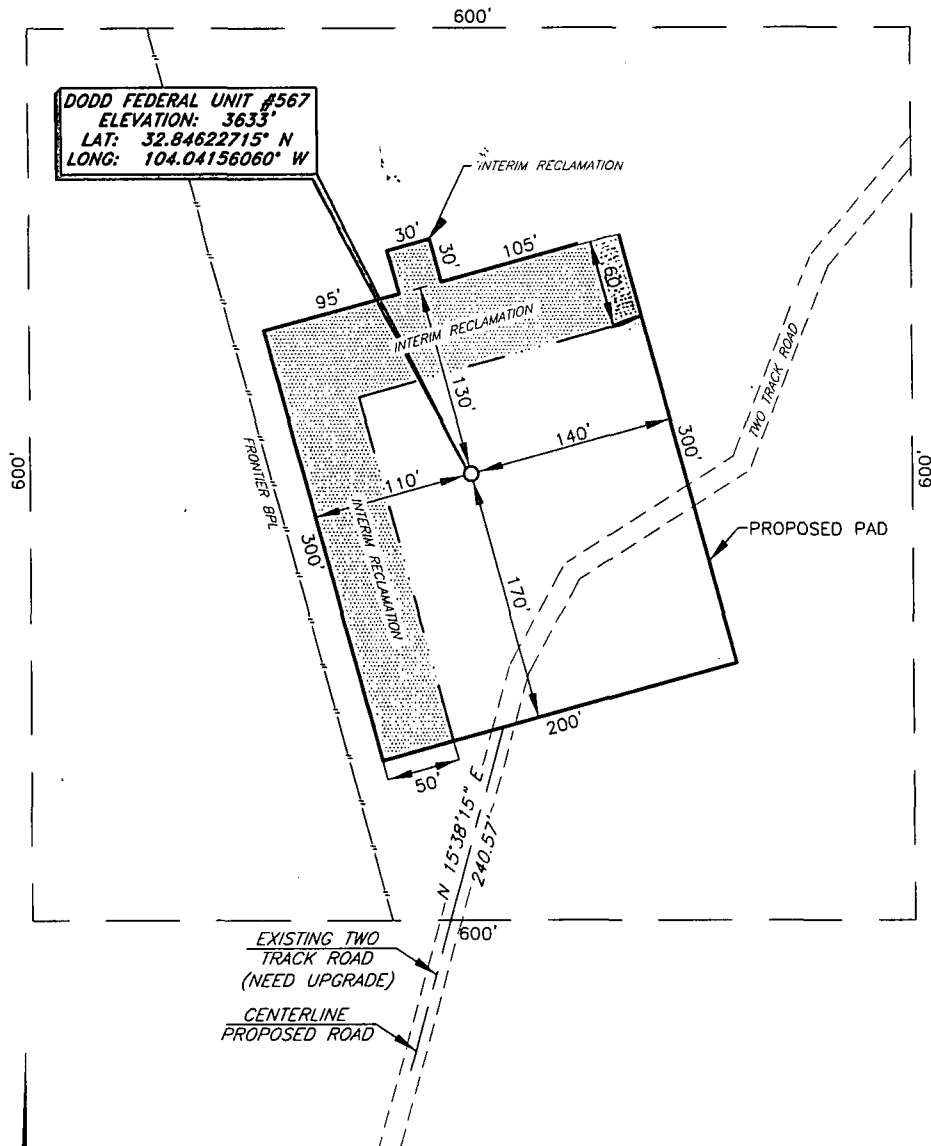 600'
DODD FEDERAL UNIT #567
ELEVATION: 3633'
LAT: 32.84622715° N
LONG: 104.04156060° W
INTERIM RECLAMATION
30'
30'
105'
60'
95'
INTERIM RECLAMATION
TWO TRACK ROAD
130'
140'
300'
600'
600'
FRONTIER BPL
110'
INTERIM RECLAMATION
300'
PROPOSED PAD
170'
200'
50'
N 15°38'15" E
240.57'
600'
EXISTING TWO
TRACK ROAD
(NEED UPGRADE)
CENTERLINE
PROPOSED ROAD